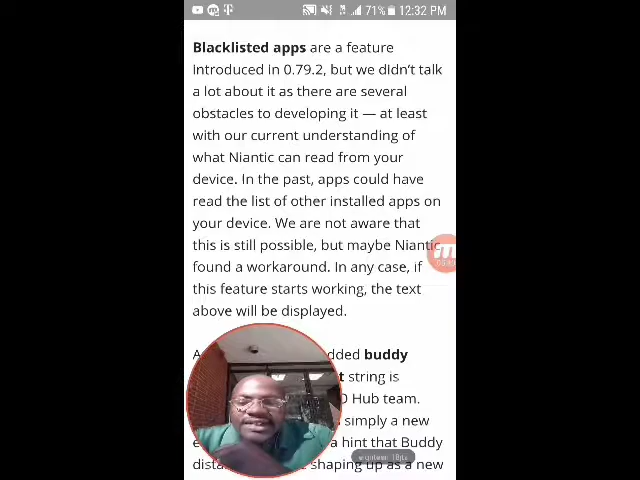 71% 12:32 PM
Blacklisted apps are a feature
introduced in 0.79.2, but we didn't talk
a lot about it as there are several
obstacles to developing it — at least
with our current understanding of
what Niantic can read from your
device. In the past, apps could have
read the list of other installed apps on
your device. We are not aware that
this is still possible, but maybe Niantic
found a workaround. In any case, if
this feature starts working, the text
above will be displayed.
buddy
string is
Hub team.
simply a new
a hint that Buddy
shaping up as a new